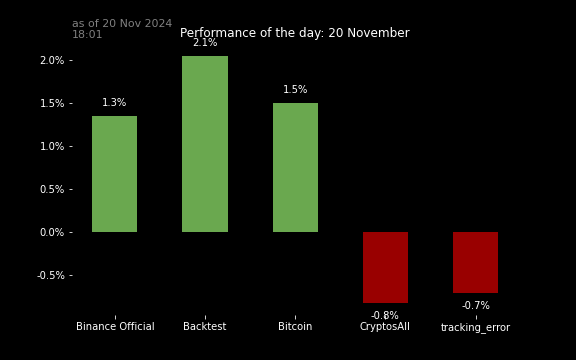 as of 20 Nov 2024
18:01
Performance of the day: 20 November
2.0%
1.5%
1.0%
0.5%
0.0%
-0.5%
1.3%
2.1%
1.5%
-0.8%
-0.7%
Binance Official
Backtest
Bitcoin
CryptosAll
tracking_error